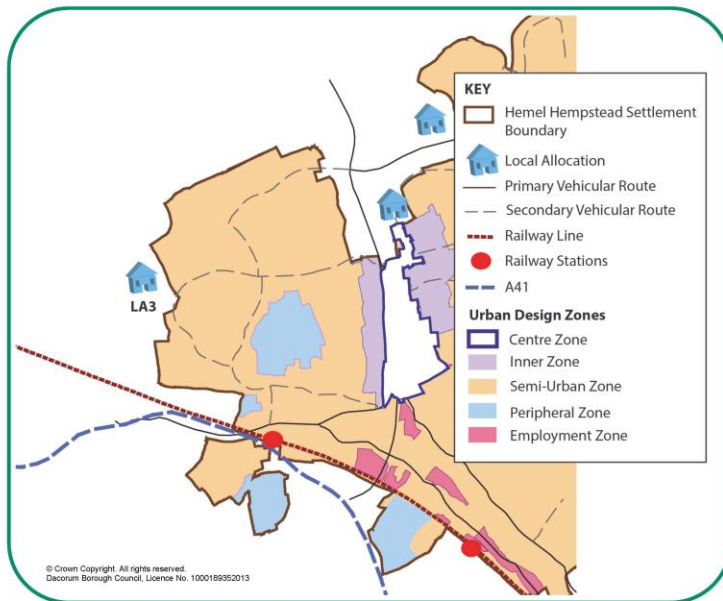 KEY
Hemel Hempstead Settlement
Boundary
Local Allocation
Primary Vehicular Route
Secondary Vehicular Route
Railway Line
Railway Stations
A41
Urban Design Zones
Centre Zone
Inner Zone
Semi-Urban Zone
Peripheral Zone
Employment Zone
LA3
© Crown Copyright. All rights reserved.
Dacorum Borough Council, Licence No. 1000189352013